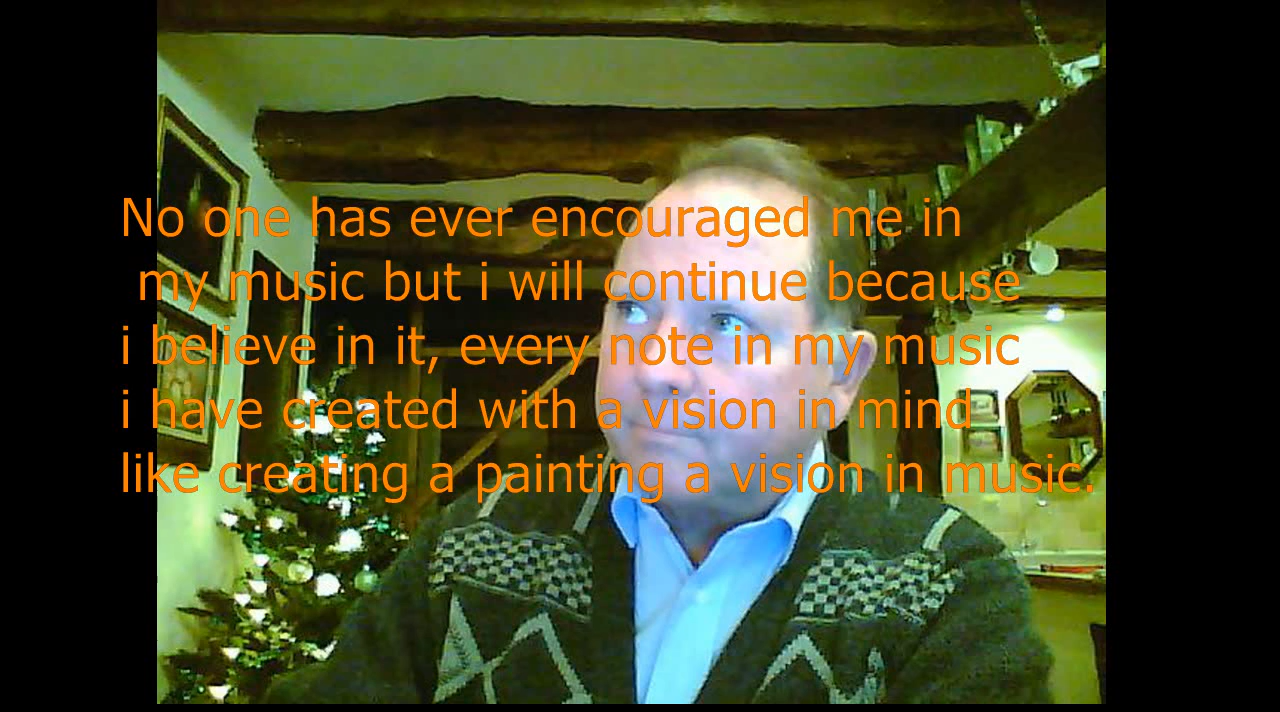 No one has ever encouraged me in
my music but i will continue because
i believe in it, every note in my music
i have created with a vision in mind
like creating a painting a vision in music.